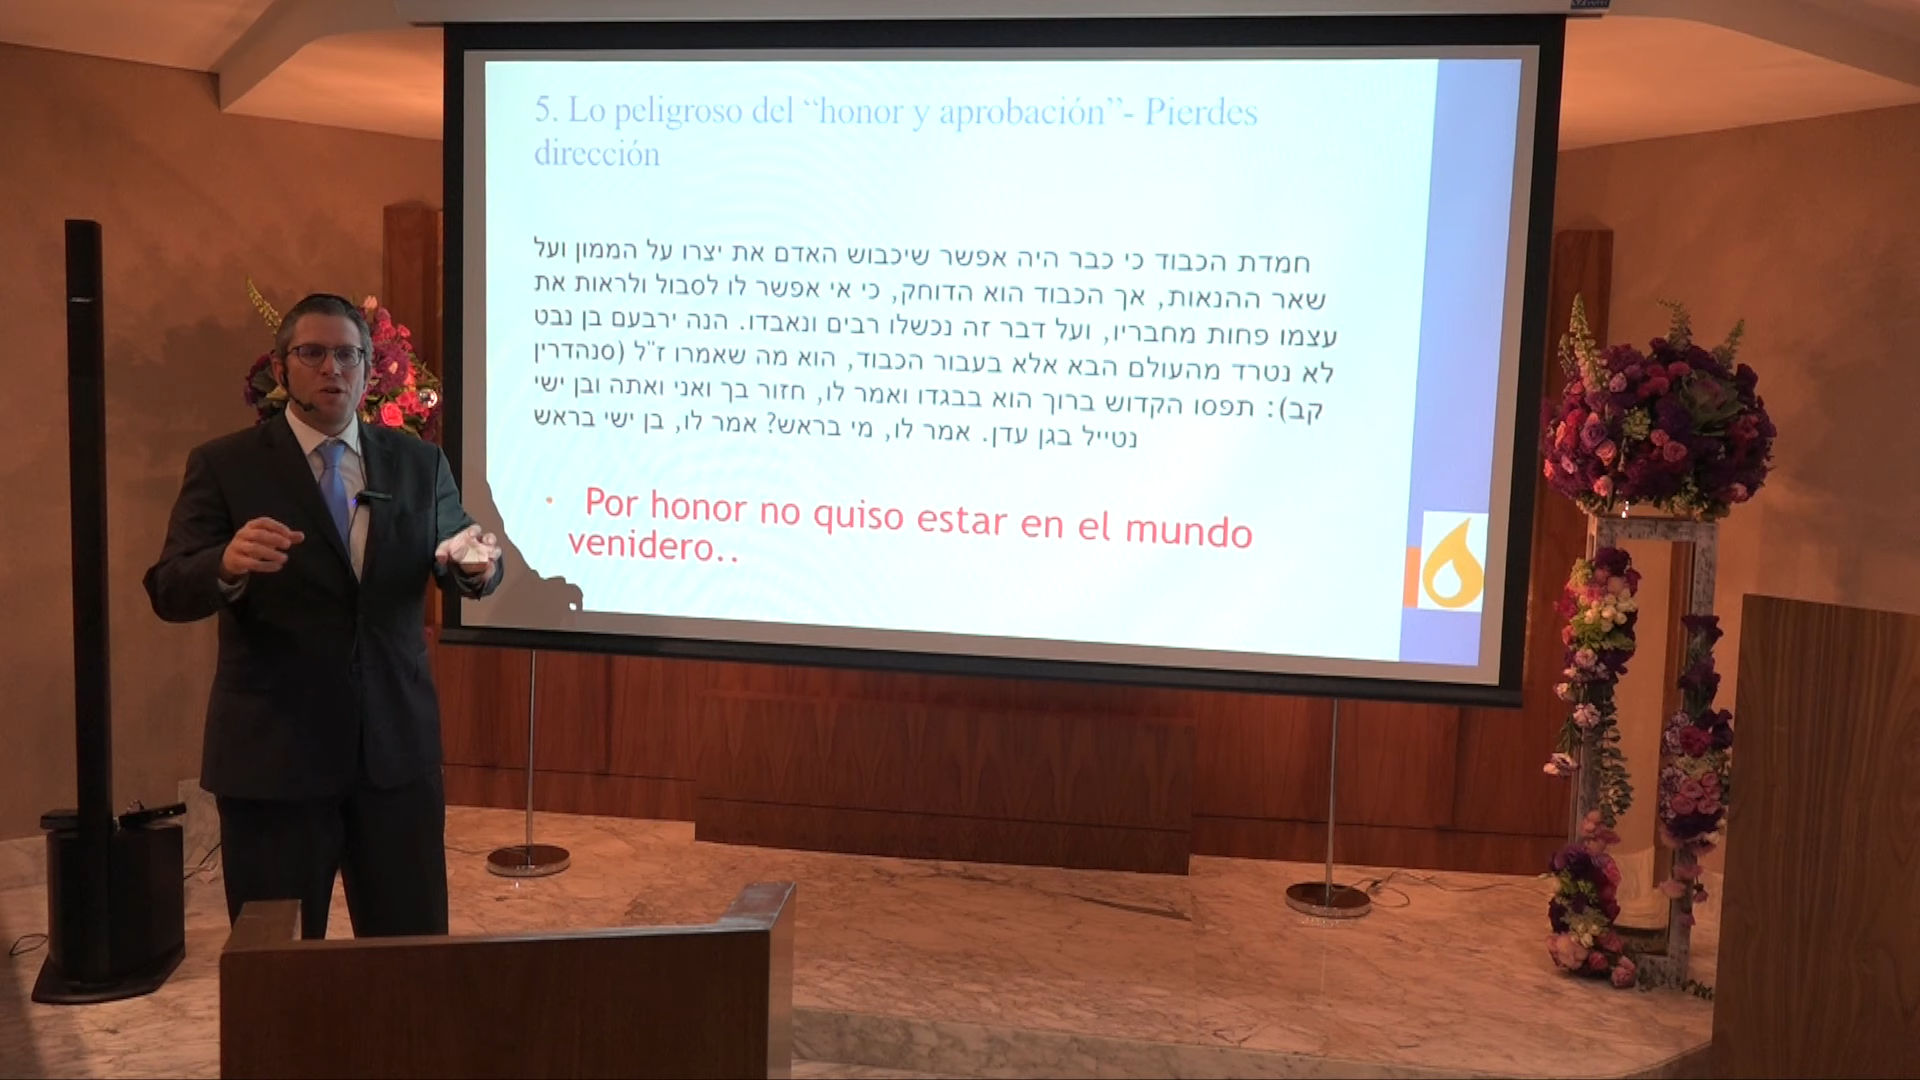 5. Lo peligroso del “honor y aprobación”- Pierdes
dirección
חמדת הכבוד כי כבר היה אפשר שיכבוש האדם את יצרו על הממון ועל
שאר ההנאות, אך הכבוד הוא הדוחק, כי אי אפשר לו לסבול ולראות את
עצמו פחות מחבריו, ועל דבר זה נכשלו רבים ונאבדו. הנה ירבעם בן נבט
לא נטרד מהעולם הבא אלא בעבור הכבוד, הוא מה שאמרו ז"ל (סנהדרין
קב): תפסו הקדוש ברוך הוא בבגדו ואמר לו, חזור בך ואני ואתה ובן ישי
נטייל בגן עדן. אמר לו, מי בראש? אמר לו, בן ישי בראש
• Por honor no quiso estar en el mundo
venidero..